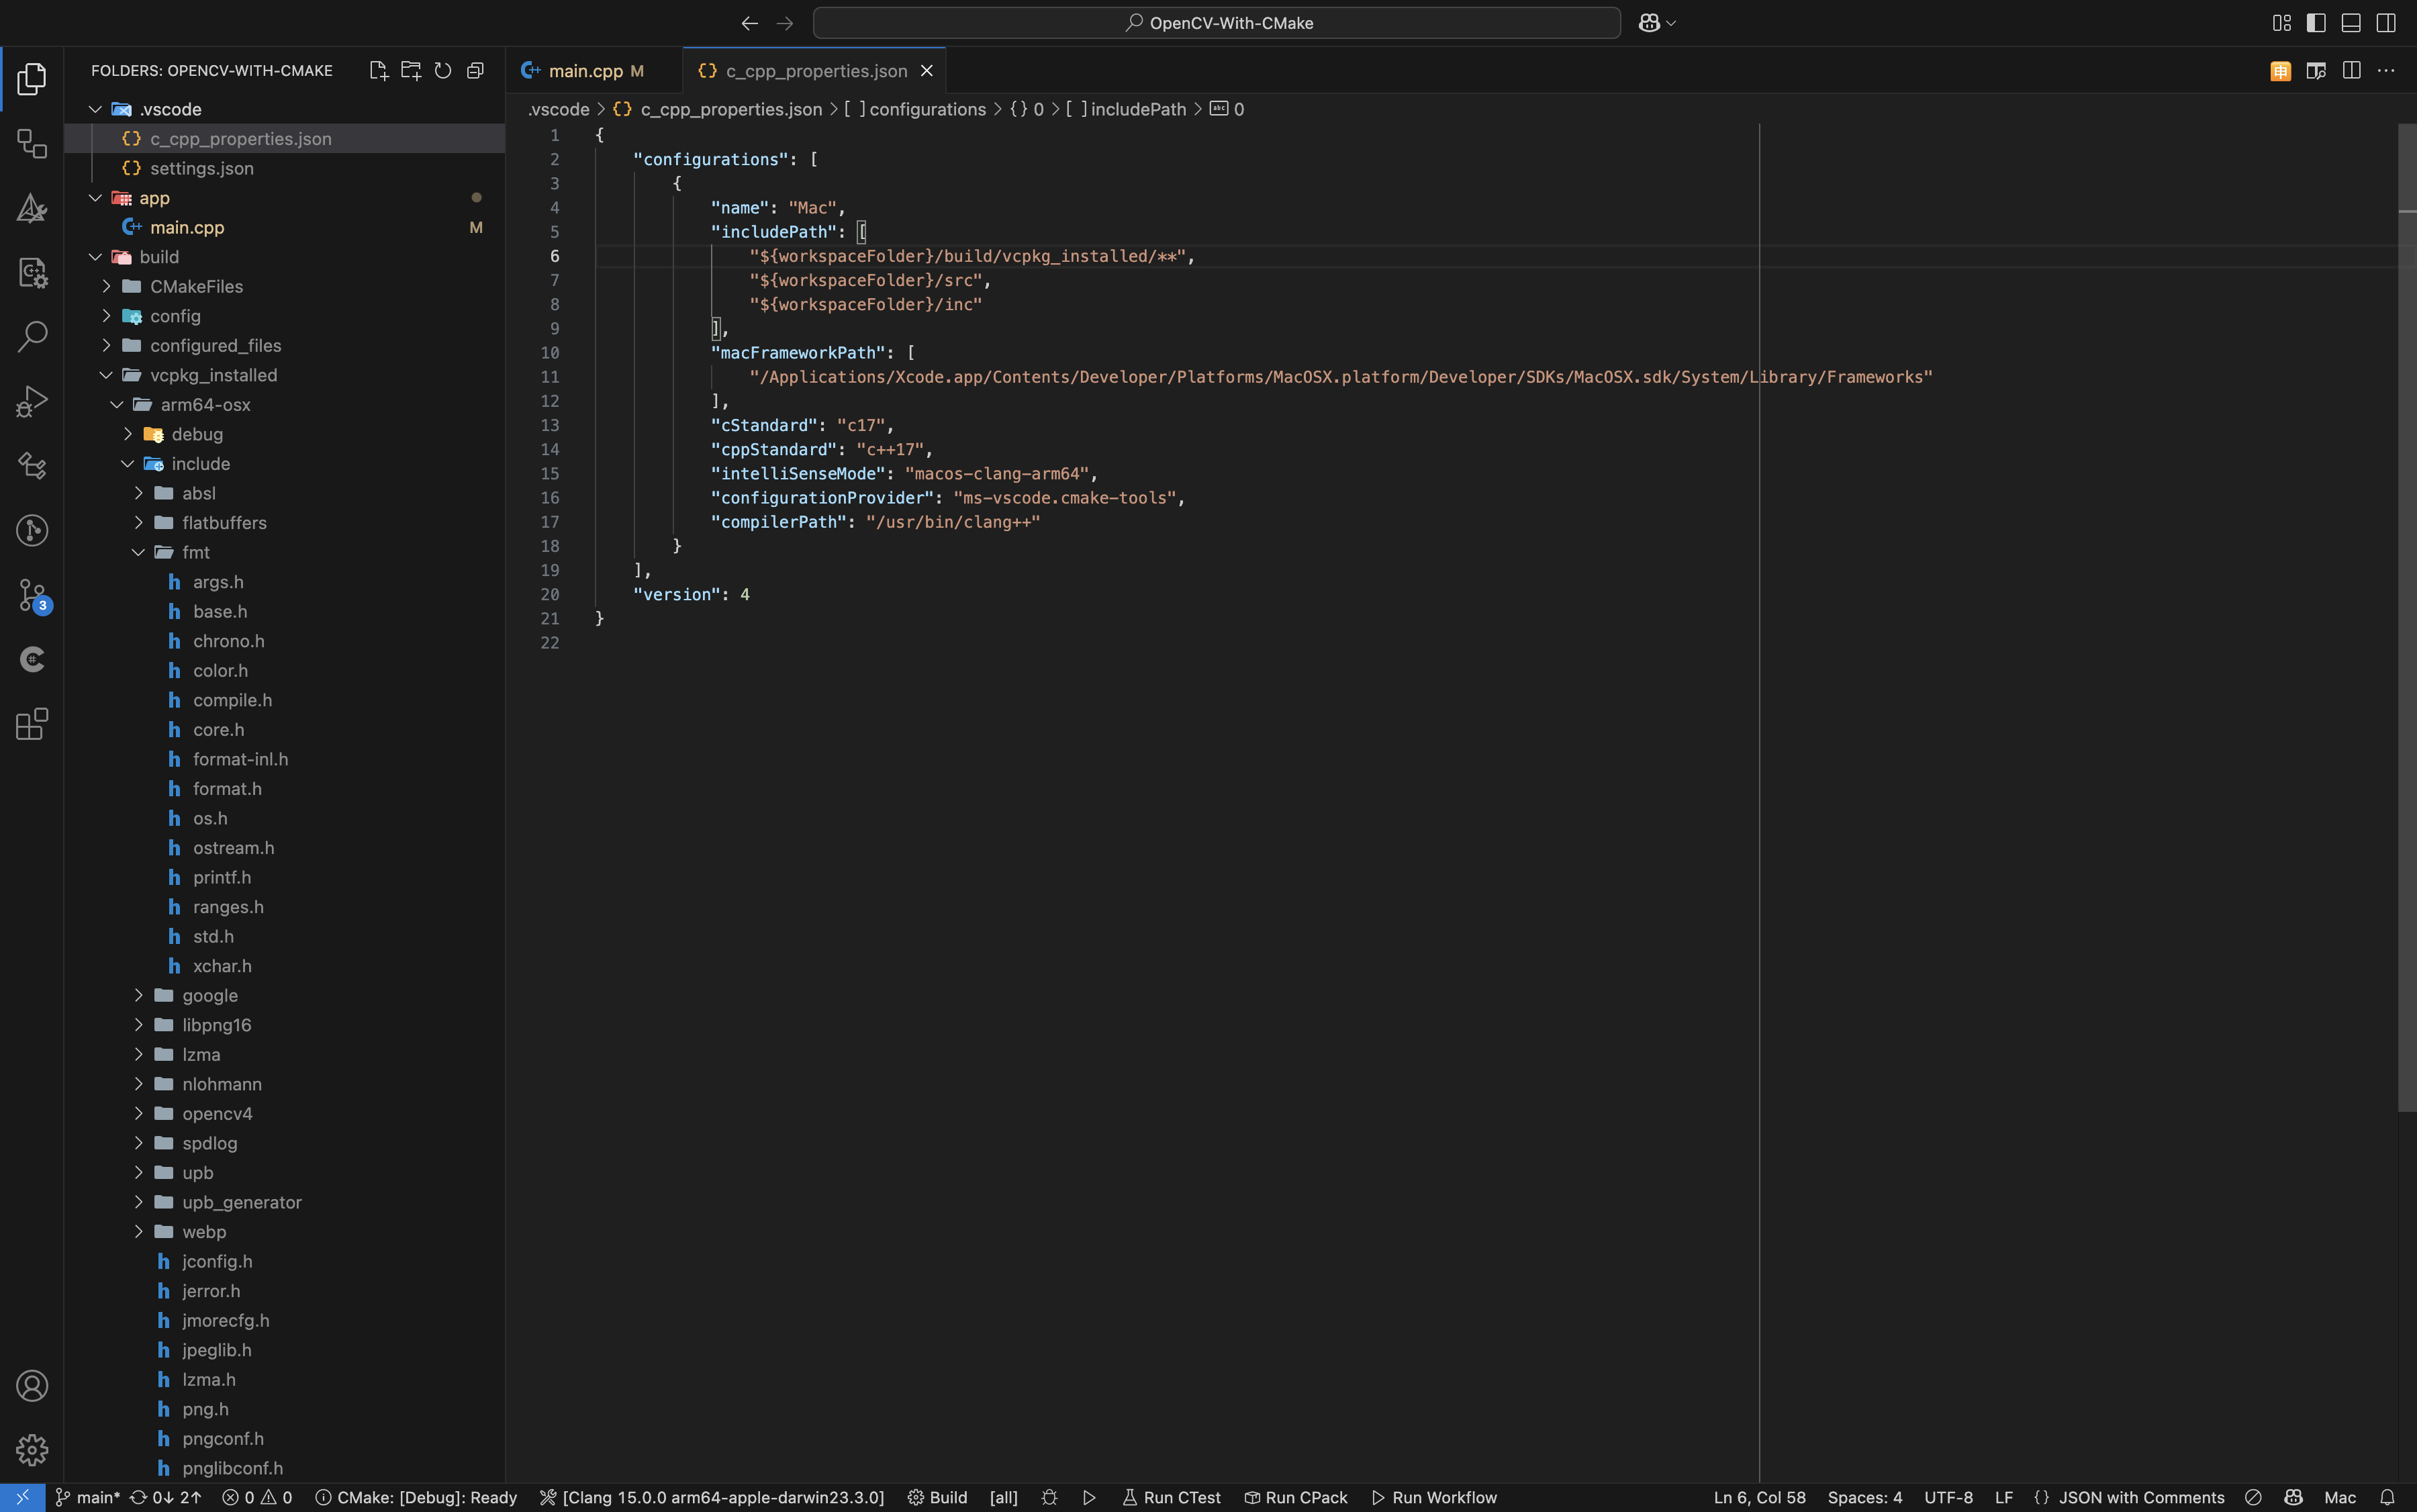 OpenCV-With-CMake
FOLDERS: OPENCV-WITH-CMAKE
.vscode
c_cpp_properties.json
settings.json
app
main.cpp M
build
CMakeFiles
config
configured_files
vcpkg_installed
arm64-osx
debug
include
absl
flatbuffers
fmt
args.h
base.h
chrono.h
color.h
compile.h
core.h
format-inl.h
format.h
os.h
ostream.h
printf.h
ranges.h
std.h
xchar.h
google
libpng16
lzma
nlohmann
opencv4
spdlog
upb
upb_generator
webp
jconfig.h
jerror.h
jmorecfg.h
jpeglib.h
lzma.h
png.h
pngconf.h
pnglibconf.h
3
main.cpp M
{} c_cpp_properties.json
.vscode > {} c_cpp_properties.json > [ ] configurations > {} 0 > [ ] includePath > abc 0
1 {
2 "configurations": [
3 {
4 "name": "Mac",
5 "includePath": [
6 "${workspaceFolder}/build/vcpkg_installed/**",
7 "${workspaceFolder}/src",
8 "${workspaceFolder}/inc"
9 ],
10 "macFrameworkPath": [
11 "/Applications/Xcode.app/Contents/Developer/Platforms/MacOSX.platform/Developer/SDKs/MacOSX.sdk/System/Library/Frameworks"
12 ],
13 "cStandard": "c17",
14 "cppStandard": "c++17",
15 "intelliSenseMode": "macos-clang-arm64",
16 "configurationProvider": "ms-vscode.cmake-tools",
17 "compilerPath": "/usr/bin/clang++"
18 }
19 ],
20 "version": 4
21 }
22
main* 0↓ 2↑ 0 0 CMake: [Debug]: Ready [Clang 15.0.0 arm64-apple-darwin23.3.0] Build [all] Run CTest Run CPack Run Workflow Ln 6, Col 58 Spaces: 4 UTF-8 LF {} JSON with Comments Mac